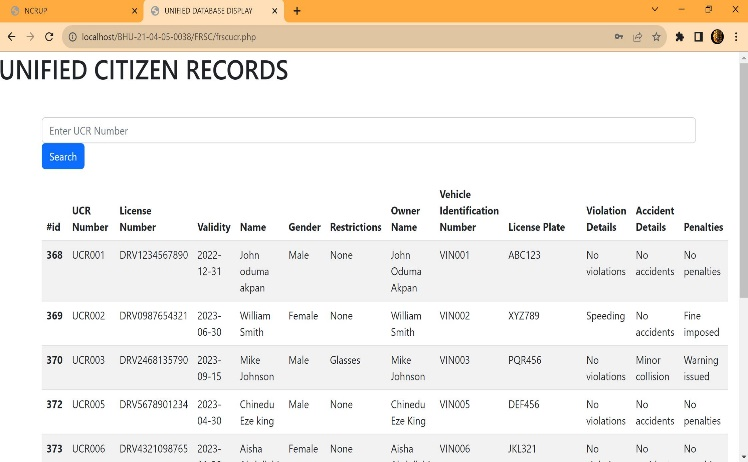 NCRUP
UNIFIED DATABASE DISPLAY
localhost/BHU-21-04-05-0038/FRSC/frscucr.php
UNIFIED CITIZEN RECORDS
Enter UCR Number
Search
#id UCR Number License Number Validity Name Gender Restrictions Owner Name Vehicle Identification Number License Plate Violation Details Accident Details Penalties
368 UCR001 DRV1234567890 2022-12-31 John oduma akpan Male None John Oduma Akpan VIN001 ABC123 No violations No accidents No penalties
369 UCR002 DRV0987654321 2023-06-30 William Smith Female None William Smith VIN002 XYZ789 Speeding No accidents Fine imposed
370 UCR003 DRV2468135790 2023-09-15 Mike Johnson Male Glasses Mike Johnson VIN003 PQR456 No violations Minor collision Warning issued
372 UCR005 DRV5678901234 2023-04-30 Chinedu Eze king Male None Chinedu Eze King VIN005 DEF456 No violations No accidents No penalties
373 UCR006 DRV4321098765 2023- Aisha Female None Aisha VIN006 JKL321 No No No